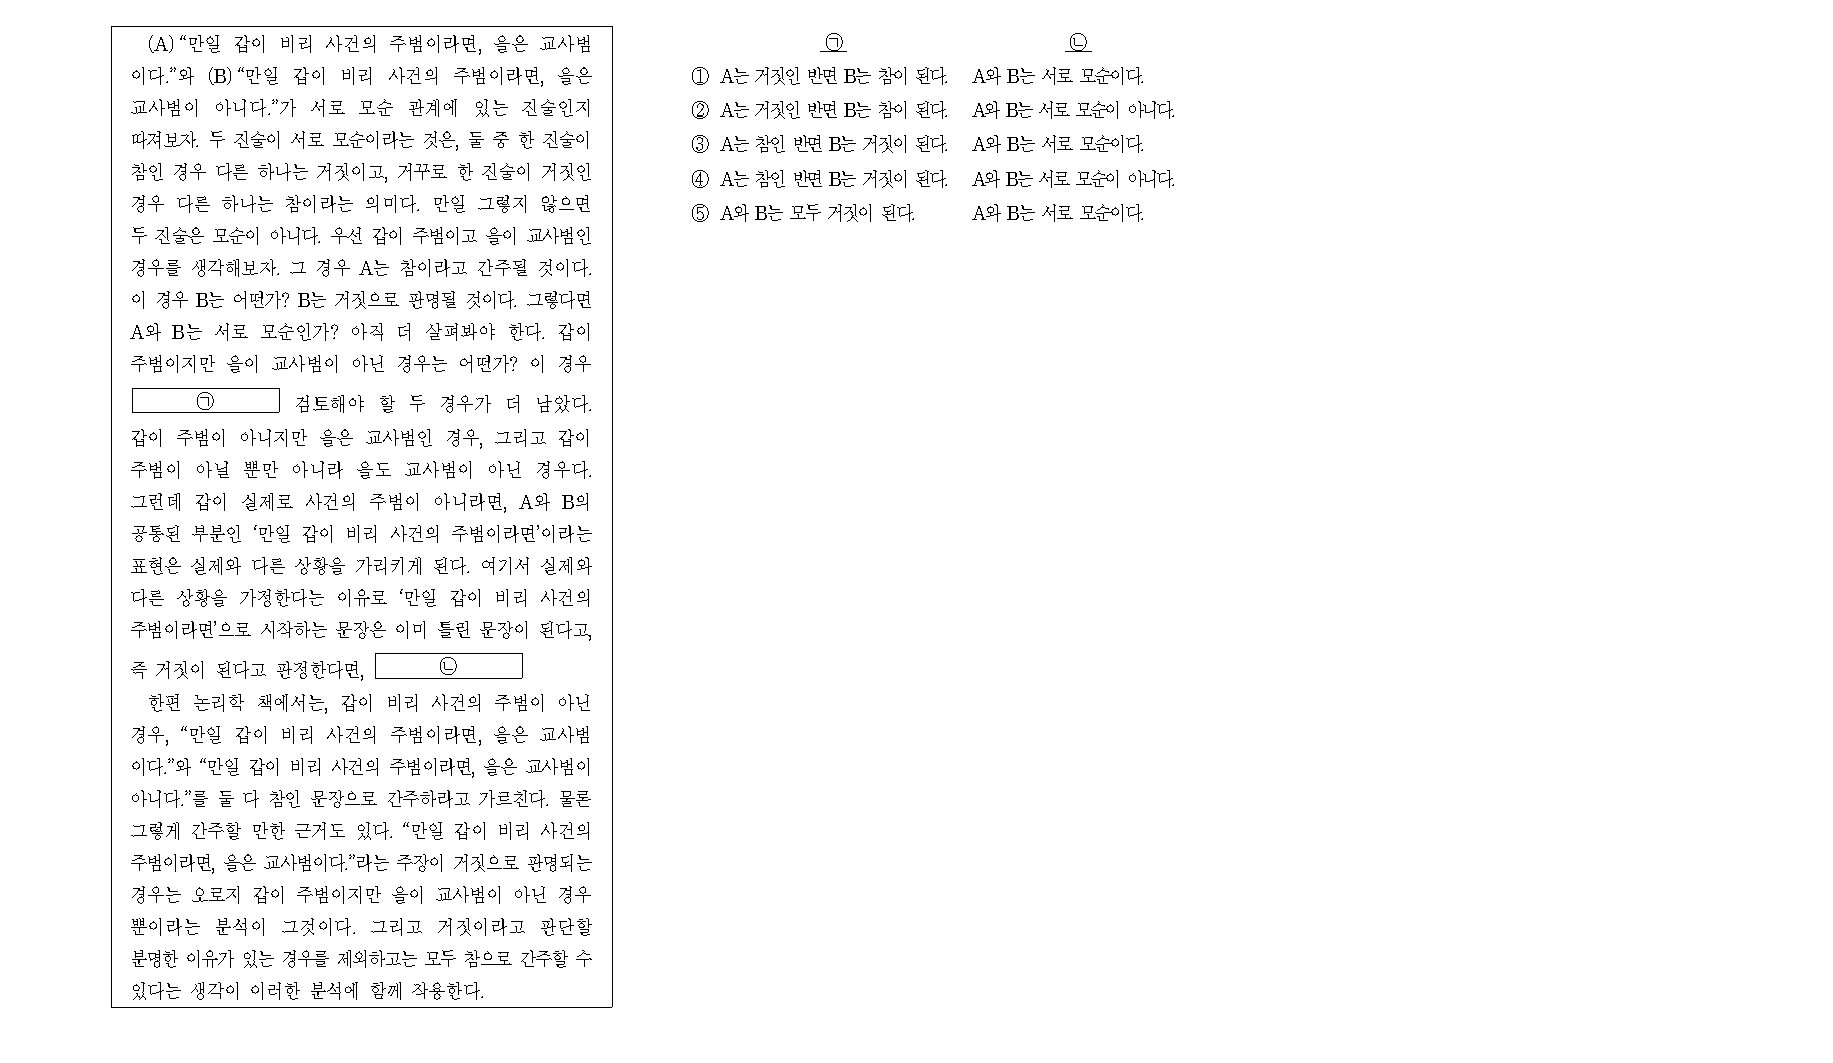 (A) “만일 갑이 비리 사건의 주범이라면, 을은 교사범
이다.”와 (B) “만일 갑이 비리 사건의 주범이라면, 을은
교사범이 아니다.”가 서로 모순 관계에 있는 진술인지
따져보자. 두 진술이 서로 모순이라는 것은, 둘 중 한 진술이
참인 경우 다른 하나는 거짓이고, 거꾸로 한 진술이 거짓인
경우 다른 하나는 참이라는 의미다. 만일 그렇지 않으면
두 진술은 모순이 아니다. 우선 갑이 주범이고 을이 교사범인
경우를 생각해보자. 그 경우 A는 참이라고 간주될 것이다.
이 경우 B는 어떤가? B는 거짓으로 판명될 것이다. 그렇다면
A와 B는 서로 모순인가? 아직 더 살펴봐야 한다. 갑이
주범이지만 을이 교사범이 아닌 경우는 어떤가? 이 경우
㉠ 검토해야 할 두 경우가 더 남았다.
갑이 주범이 아니지만 을은 교사범인 경우, 그리고 갑이
주범이 아닐 뿐만 아니라 을도 교사범이 아닌 경우다.
그런데 갑이 실제로 사건의 주범이 아니라면, A와 B의
공통된 부분인 ‘만일 갑이 비리 사건의 주범이라면’이라는
표현은 실제와 다른 상황을 가리키게 된다. 여기서 실제와
다른 상황을 가정한다는 이유로 ‘만일 갑이 비리 사건의
주범이라면’으로 시작하는 문장은 이미 틀린 문장이 된다고,
즉 거짓이 된다고 판정한다면, ㉡
한편 논리학 책에서는, 갑이 비리 사건의 주범이 아닌
경우, “만일 갑이 비리 사건의 주범이라면, 을은 교사범
이다.”와 “만일 갑이 비리 사건의 주범이라면, 을은 교사범이
아니다.”를 둘 다 참인 문장으로 간주하라고 가르친다. 물론
그렇게 간주할 만한 근거도 있다. “만일 갑이 비리 사건의
주범이라면, 을은 교사범이다.”라는 주장이 거짓으로 판명되는
경우는 오로지 갑이 주범이지만 을이 교사범이 아닌 경우
뿐이라는 분석이 그것이다. 그리고 거짓이라고 판단할
분명한 이유가 있는 경우를 제외하고는 모두 참으로 간주할 수
있다는 생각이 이러한 분석에 함께 작용한다.
㉠ ㉡
① A는 거짓인 반면 B는 참이 된다. A와 B는 서로 모순이다.
② A는 거짓인 반면 B는 참이 된다. A와 B는 서로 모순이 아니다.
③ A는 참인 반면 B는 거짓이 된다. A와 B는 서로 모순이다.
④ A는 참인 반면 B는 거짓이 된다. A와 B는 서로 모순이 아니다.
⑤ A와 B는 모두 거짓이 된다. A와 B는 서로 모순이다.